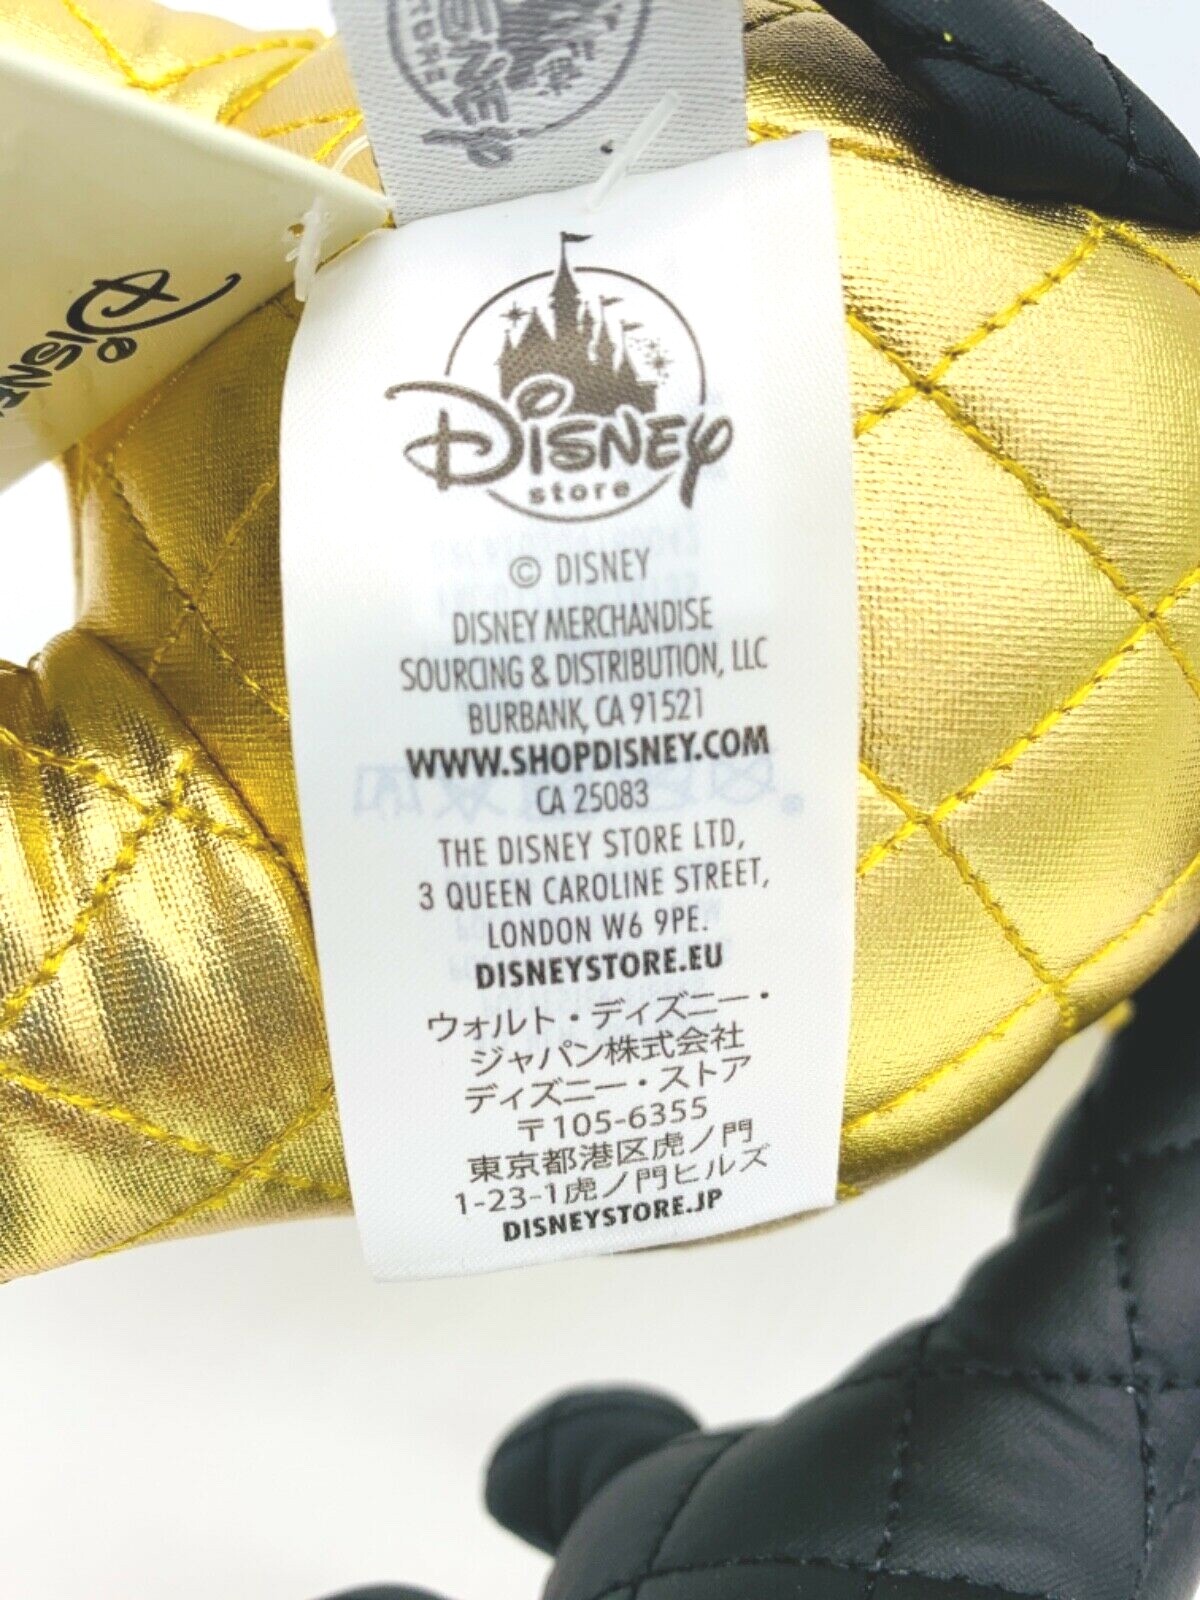 DISNEY
STORE
DISNEY
DISNEY
store
© DISNEY
DISNEY MERCHANDISE
SOURCING & DISTRIBUTION, LLC
BURBANK, CA 91521
WWW.SHOPDISNEY.COM
CA 25083
THE DISNEY STORE LTD,
3 QUEEN CAROLINE STREET,
LONDON W6 9PE.
DISNEYSTORE.EU
ウォルト・ディズニー・
ジャパン株式会社
ディズニー・ストア
〒105-6355
東京都港区虎ノ門
1-23-1虎ノ門ヒルズ
DISNEYSTORE.JP